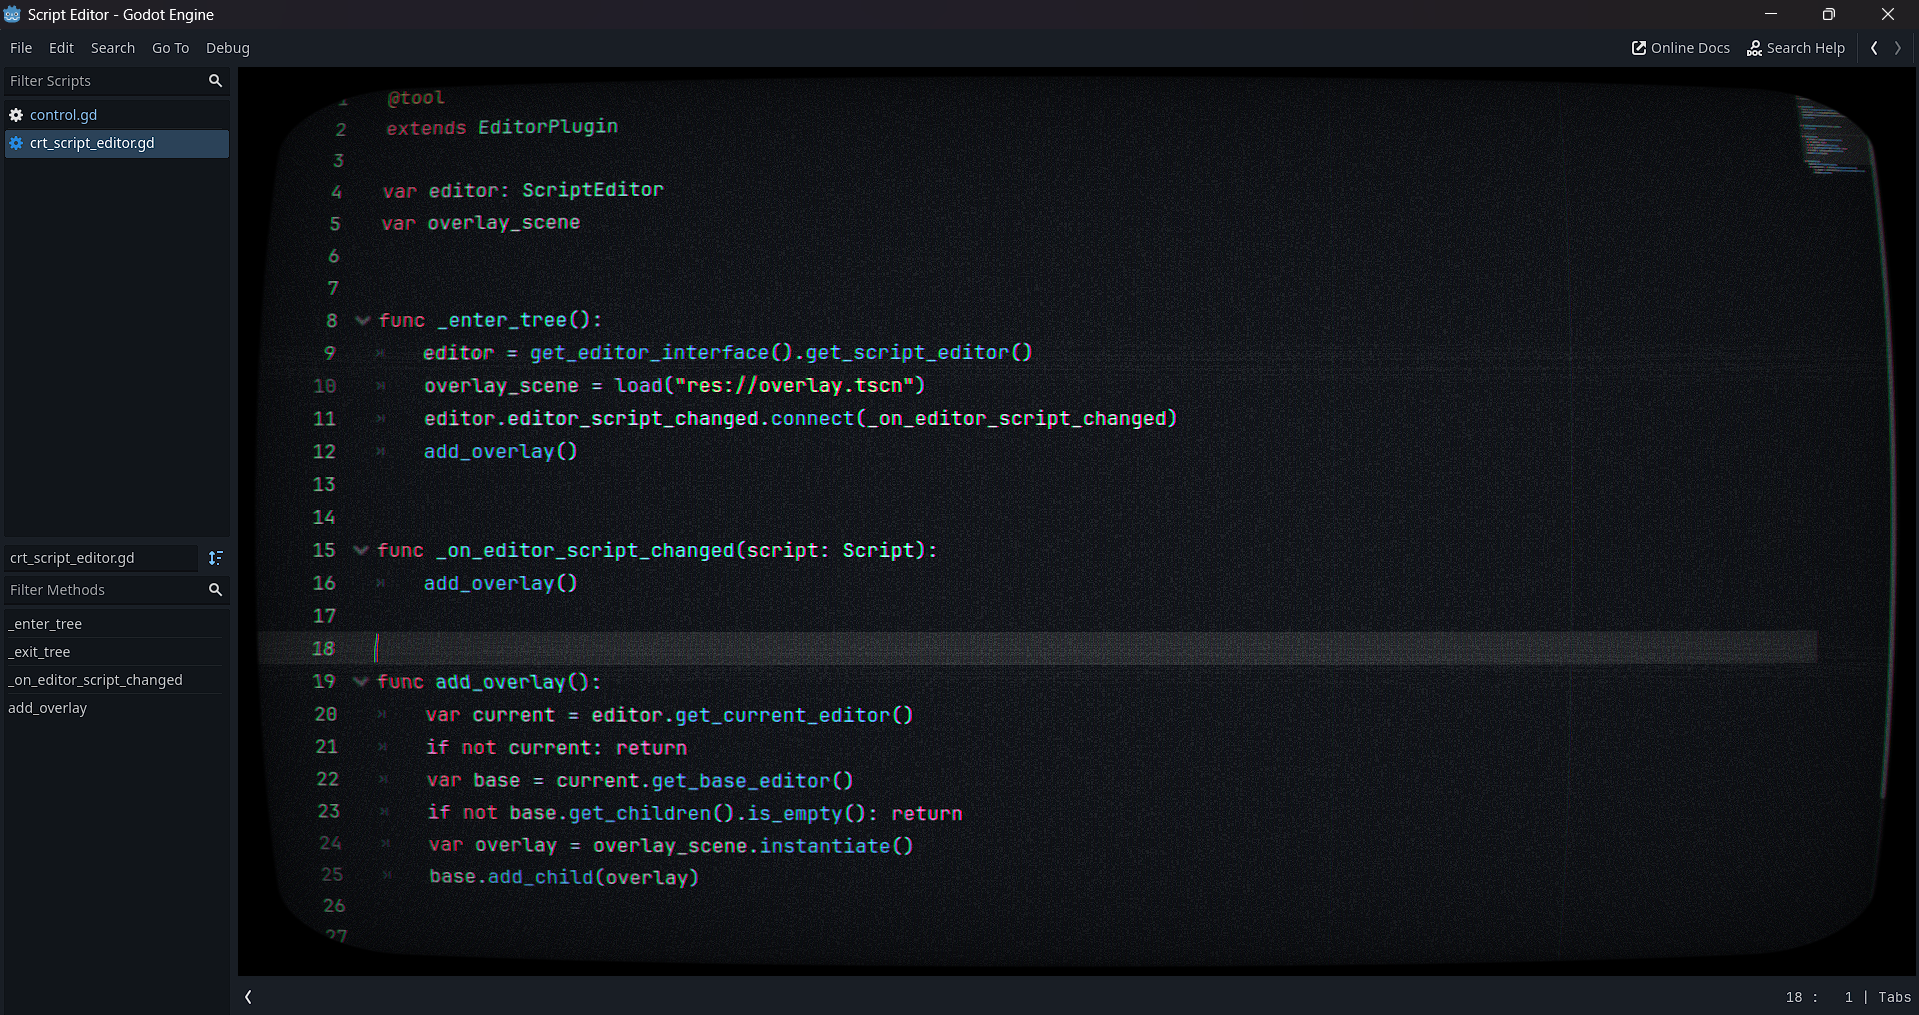 Script Editor - Godot Engine
File Edit Search Go To Debug
Online Docs Search Help
Filter Scripts
control.gd
crt_script_editor.gd
crt_script_editor.gd
Filter Methods
_enter_tree
_exit_tree
_on_editor_script_changed
add_overlay
1 @tool
2 extends EditorPlugin
3
4 var editor: ScriptEditor
5 var overlay_scene
6
7
8 func _enter_tree():
9 editor = get_editor_interface().get_script_editor()
10 overlay_scene = load("res://overlay.tscn")
11 editor.editor_script_changed.connect(_on_editor_script_changed)
12 add_overlay()
13
14
15 func _on_editor_script_changed(script: Script):
16 add_overlay()
17
18
19 func add_overlay():
20 var current = editor.get_current_editor()
21 if not current: return
22 var base = current.get_base_editor()
23 if not base.get_children().is_empty(): return
24 var overlay = overlay_scene.instantiate()
25 base.add_child(overlay)
26
27
18 : 1 | Tabs